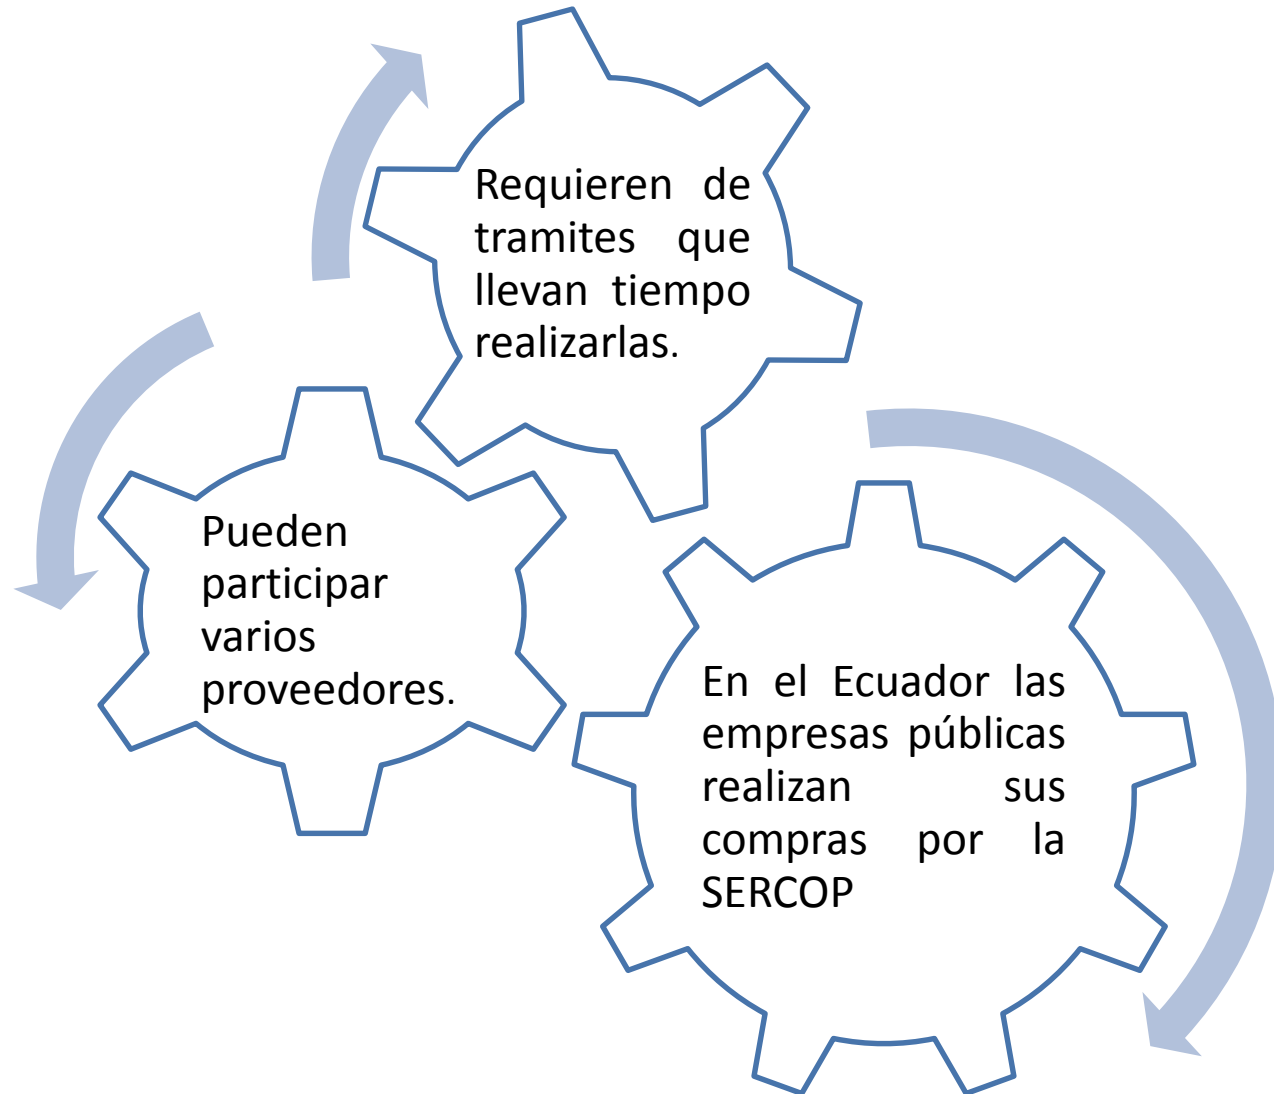 Requieren de
tramites que
llevan tiempo
realizarlas.
Pueden
participar
varios
proveedores.
En el Ecuador las
empresas públicas
realizan sus
compras por la
SERCOP